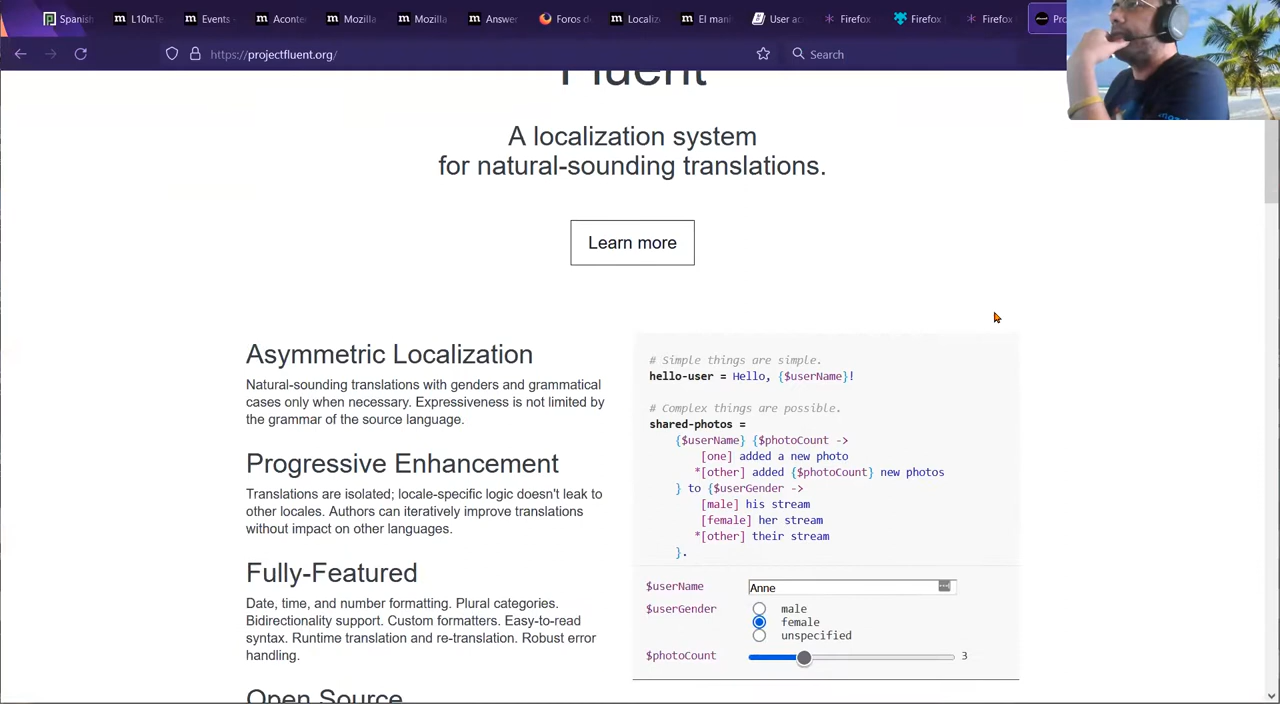 Spanish
L10n:Te
Events
Aconte
Mozilla
Mozilla
Answer
Foros de
Localiz
El man
User ac
Firefox
Firefox
Firefox
Pro
https://projectfluent.org/
Search
Fluent
A localization system
for natural-sounding translations.
Learn more
Asymmetric Localization
Natural-sounding translations with genders and grammatical
cases only when necessary. Expressiveness is not limited by
the grammar of the source language.
Progressive Enhancement
Translations are isolated; locale-specific logic doesn't leak to
other locales. Authors can iteratively improve translations
without impact on other languages.
Fully-Featured
Date, time, and number formatting. Plural categories.
Bidirectionality support. Custom formatters. Easy-to-read
syntax. Runtime translation and re-translation. Robust error
handling.
Open Source
# Simple things are simple.
hello-user = Hello, {$userName}!
# Complex things are possible.
shared-photos =
{$userName} {$photoCount ->
[one] added a new photo
*[other] added {$photoCount} new photos
} to {$userGender ->
[male] his stream
[female] her stream
*[other] their stream
}.
$userName Anne
$userGender male
female
unspecified
$photoCount 3